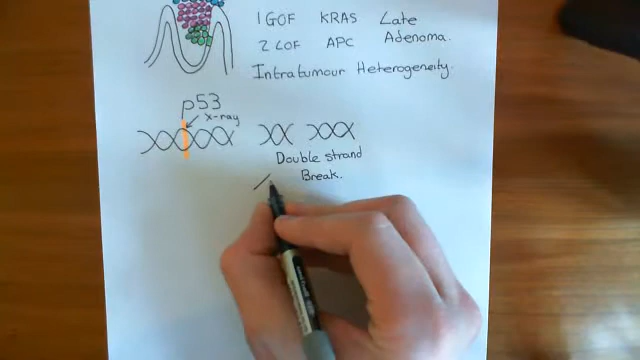 1 GOF KRAS Late
2 LOF APC Adenoma.
Intratumour Heterogeneity.
p53
x-ray
Double strand
Break.